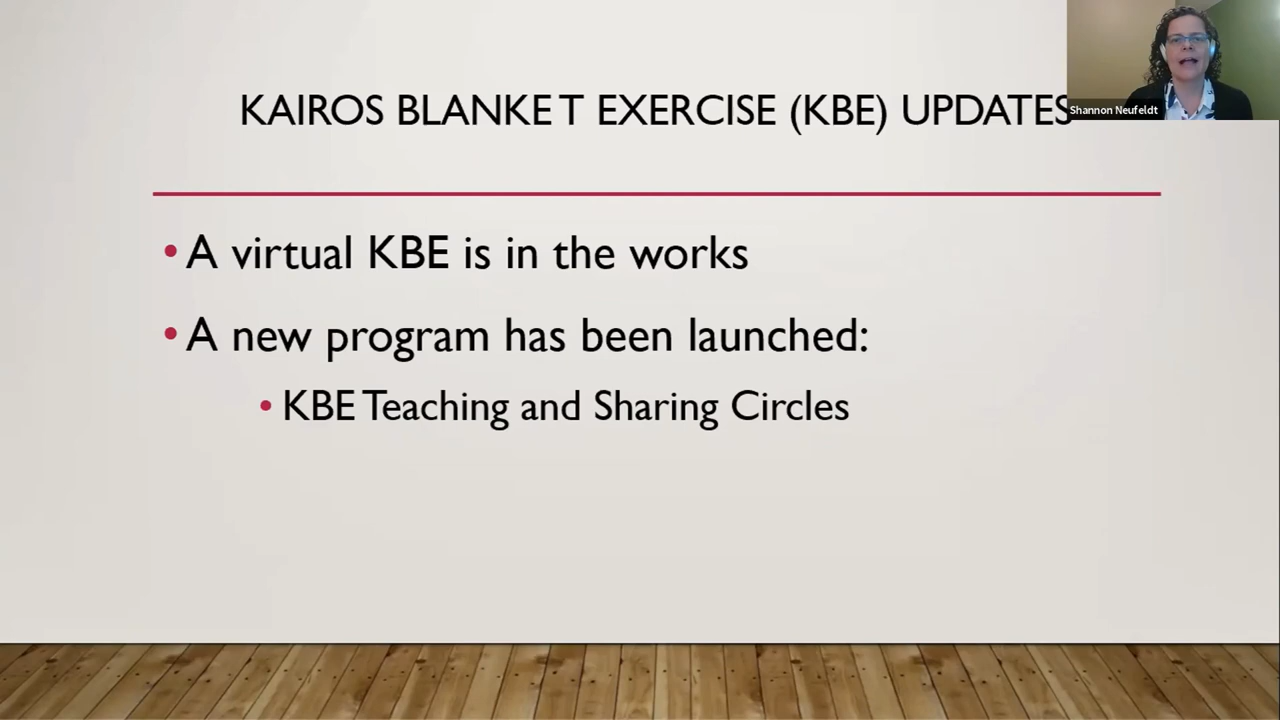 KAIROS BLANKET EXERCISE (KBE) UPDATES
Shannon Neufeldt
• A virtual KBE is in the works
• A new program has been launched:
• KBE Teaching and Sharing Circles